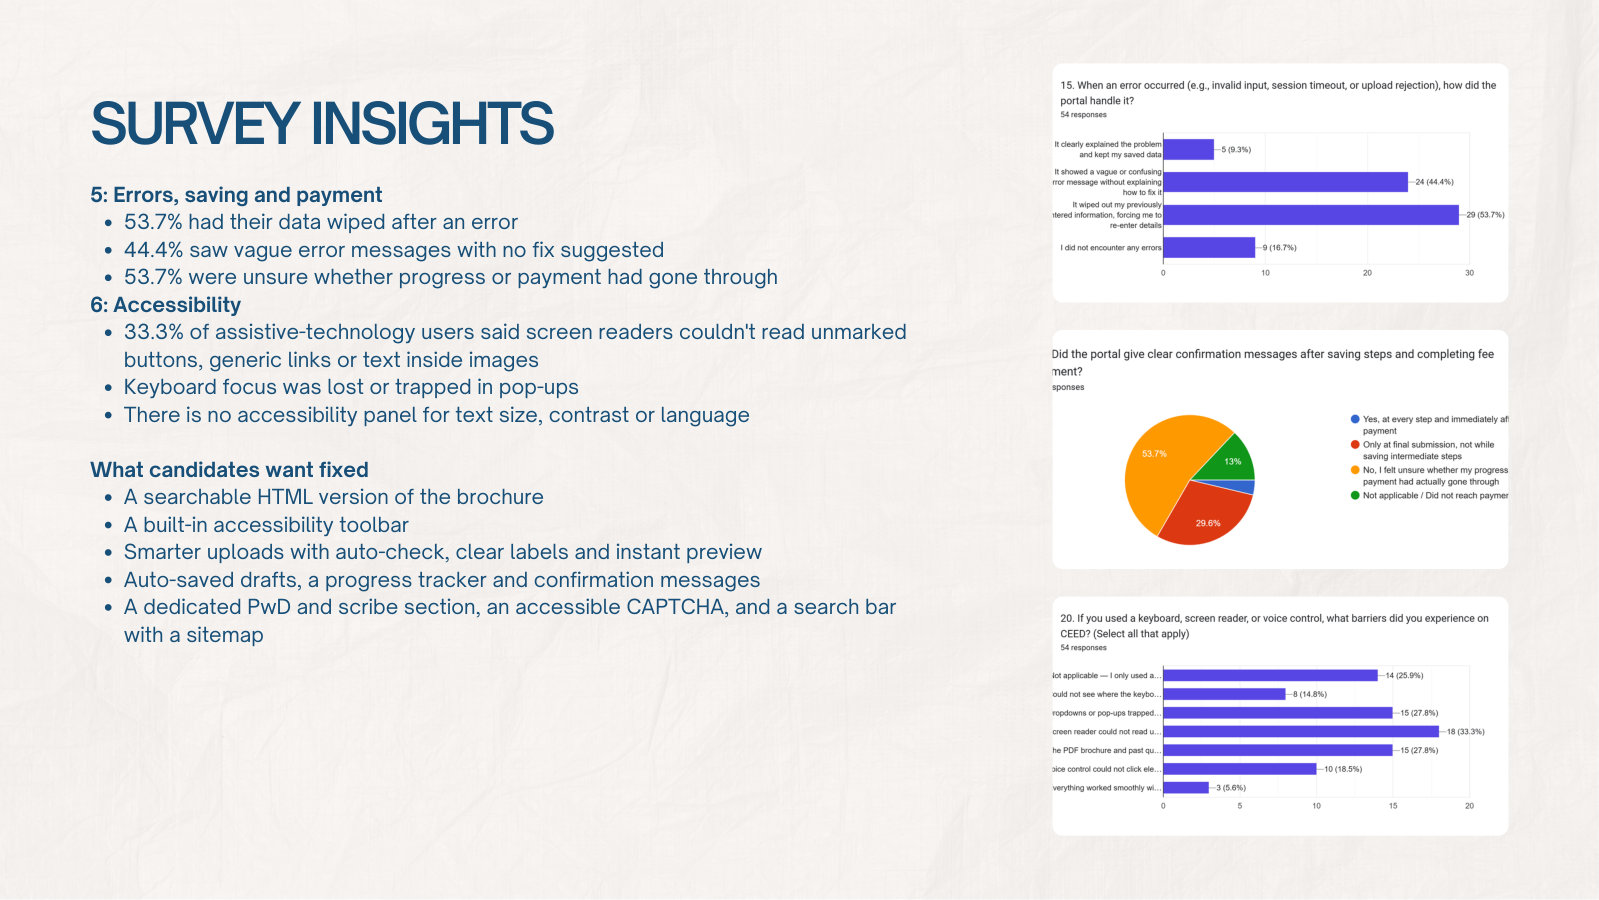 SURVEY INSIGHTS
5: Errors, saving and payment
• 53.7% had their data wiped after an error
• 44.4% saw vague error messages with no fix suggested
• 53.7% were unsure whether progress or payment had gone through
6: Accessibility
• 33.3% of assistive-technology users said screen readers couldn't read unmarked
buttons, generic links or text inside images
• Keyboard focus was lost or trapped in pop-ups
• There is no accessibility panel for text size, contrast or language
What candidates want fixed
• A searchable HTML version of the brochure
• A built-in accessibility toolbar
• Smarter uploads with auto-check, clear labels and instant preview
• Auto-saved drafts, a progress tracker and confirmation messages
• A dedicated PwD and scribe section, an accessible CAPTCHA, and a search bar
with a sitemap
15. When an error occurred (e.g., invalid input, session timeout, or upload rejection), how did the
portal handle it?
54 responses
It clearly explained the problem
and kept my saved data
5 (9.3%)
It showed a vague or confusing
rror message without explaining
how to fix it
24 (44.4%)
It wiped out my previously
ntered information, forcing me to
re-enter details
29 (53.7%)
I did not encounter any errors
9 (16.7%)
0 10 20 30
Did the portal give clear confirmation messages after saving steps and completing fee
ment?
sponses
53.7%
13%
29.6%
Yes, at every step and immediately aft
payment
Only at final submission, not while
saving intermediate steps
No, I felt unsure whether my progress
payment had actually gone through
Not applicable / Did not reach paymen
20. If you used a keyboard, screen reader, or voice control, what barriers did you experience on
CEED? (Select all that apply)
54 responses
Not applicable — I only used a…
14 (25.9%)
ould not see where the keybo…
8 (14.8%)
ropdowns or pop-ups trapped…
15 (27.8%)
creen reader could not read u…
18 (33.3%)
he PDF brochure and past qu…
15 (27.8%)
oice control could not click ele…
10 (18.5%)
verything worked smoothly wi…
3 (5.6%)
0 5 10 15 20